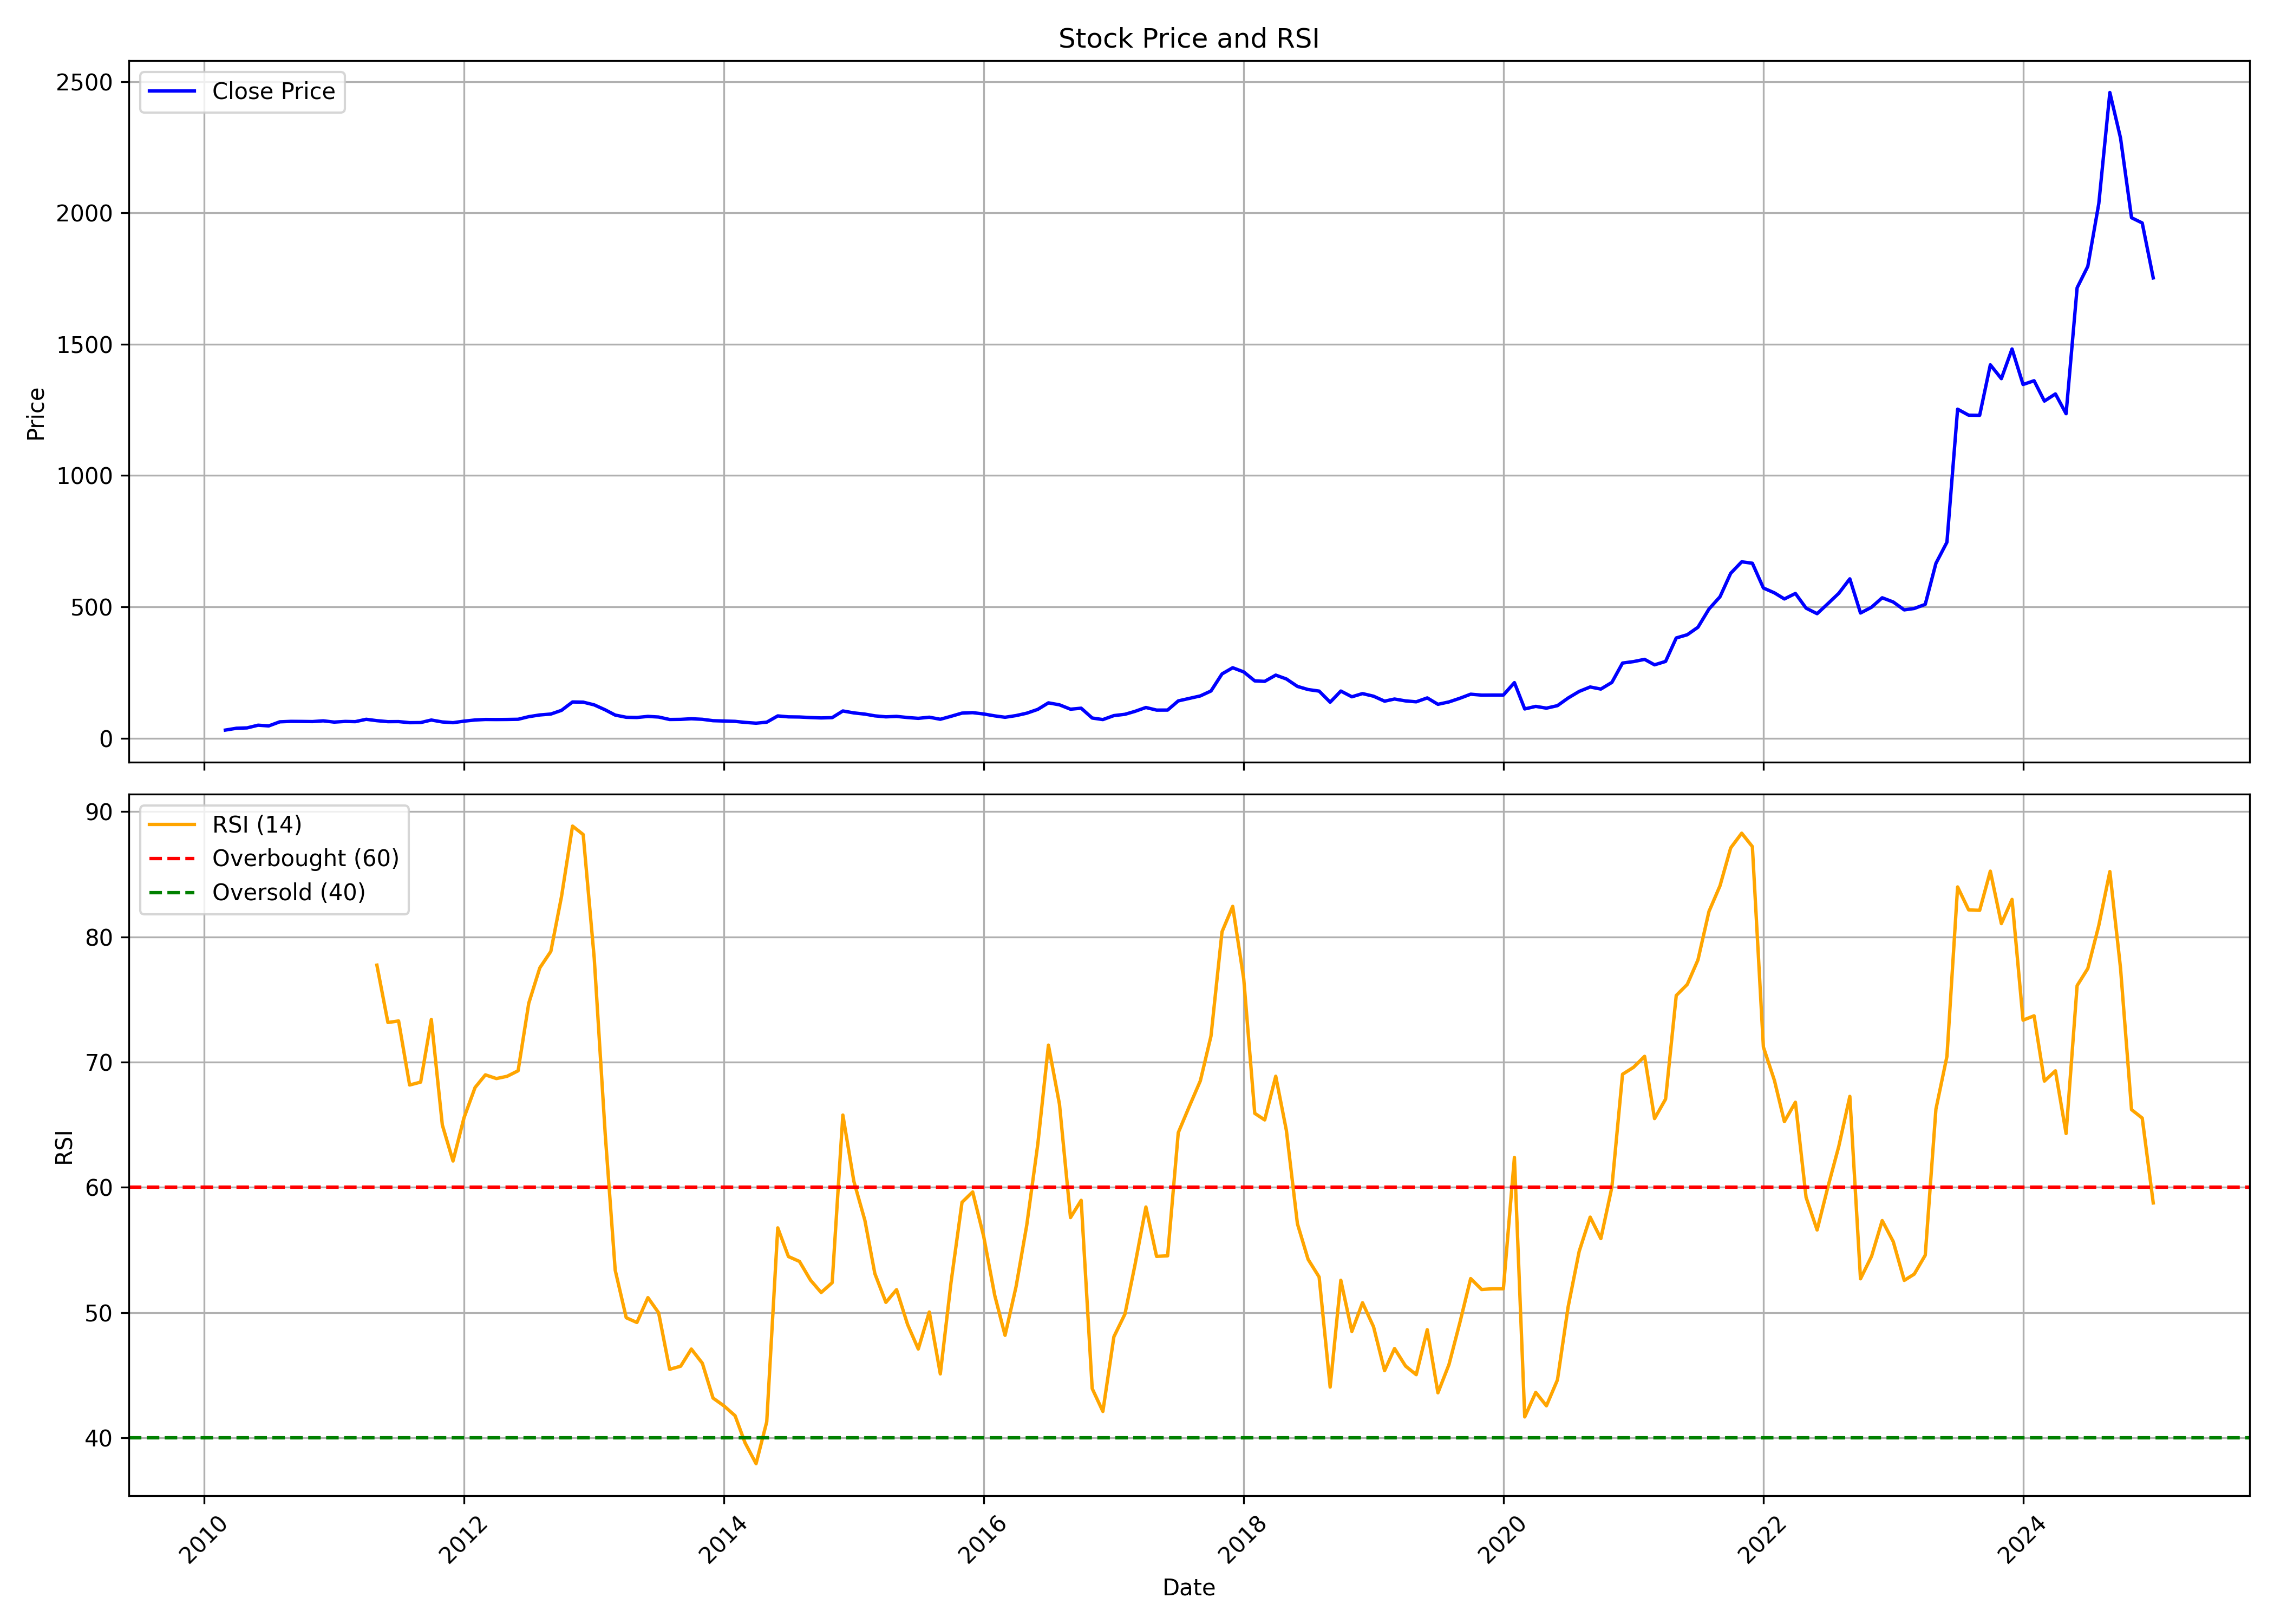 Stock Price and RSI
Close Price
2500
2000
1500
1000
500
0
Price
RSI (14)
Overbought (60)
Oversold (40)
90
80
70
60
50
40
RSI
2010
2012
2014
2016
2018
2020
2022
2024
Date